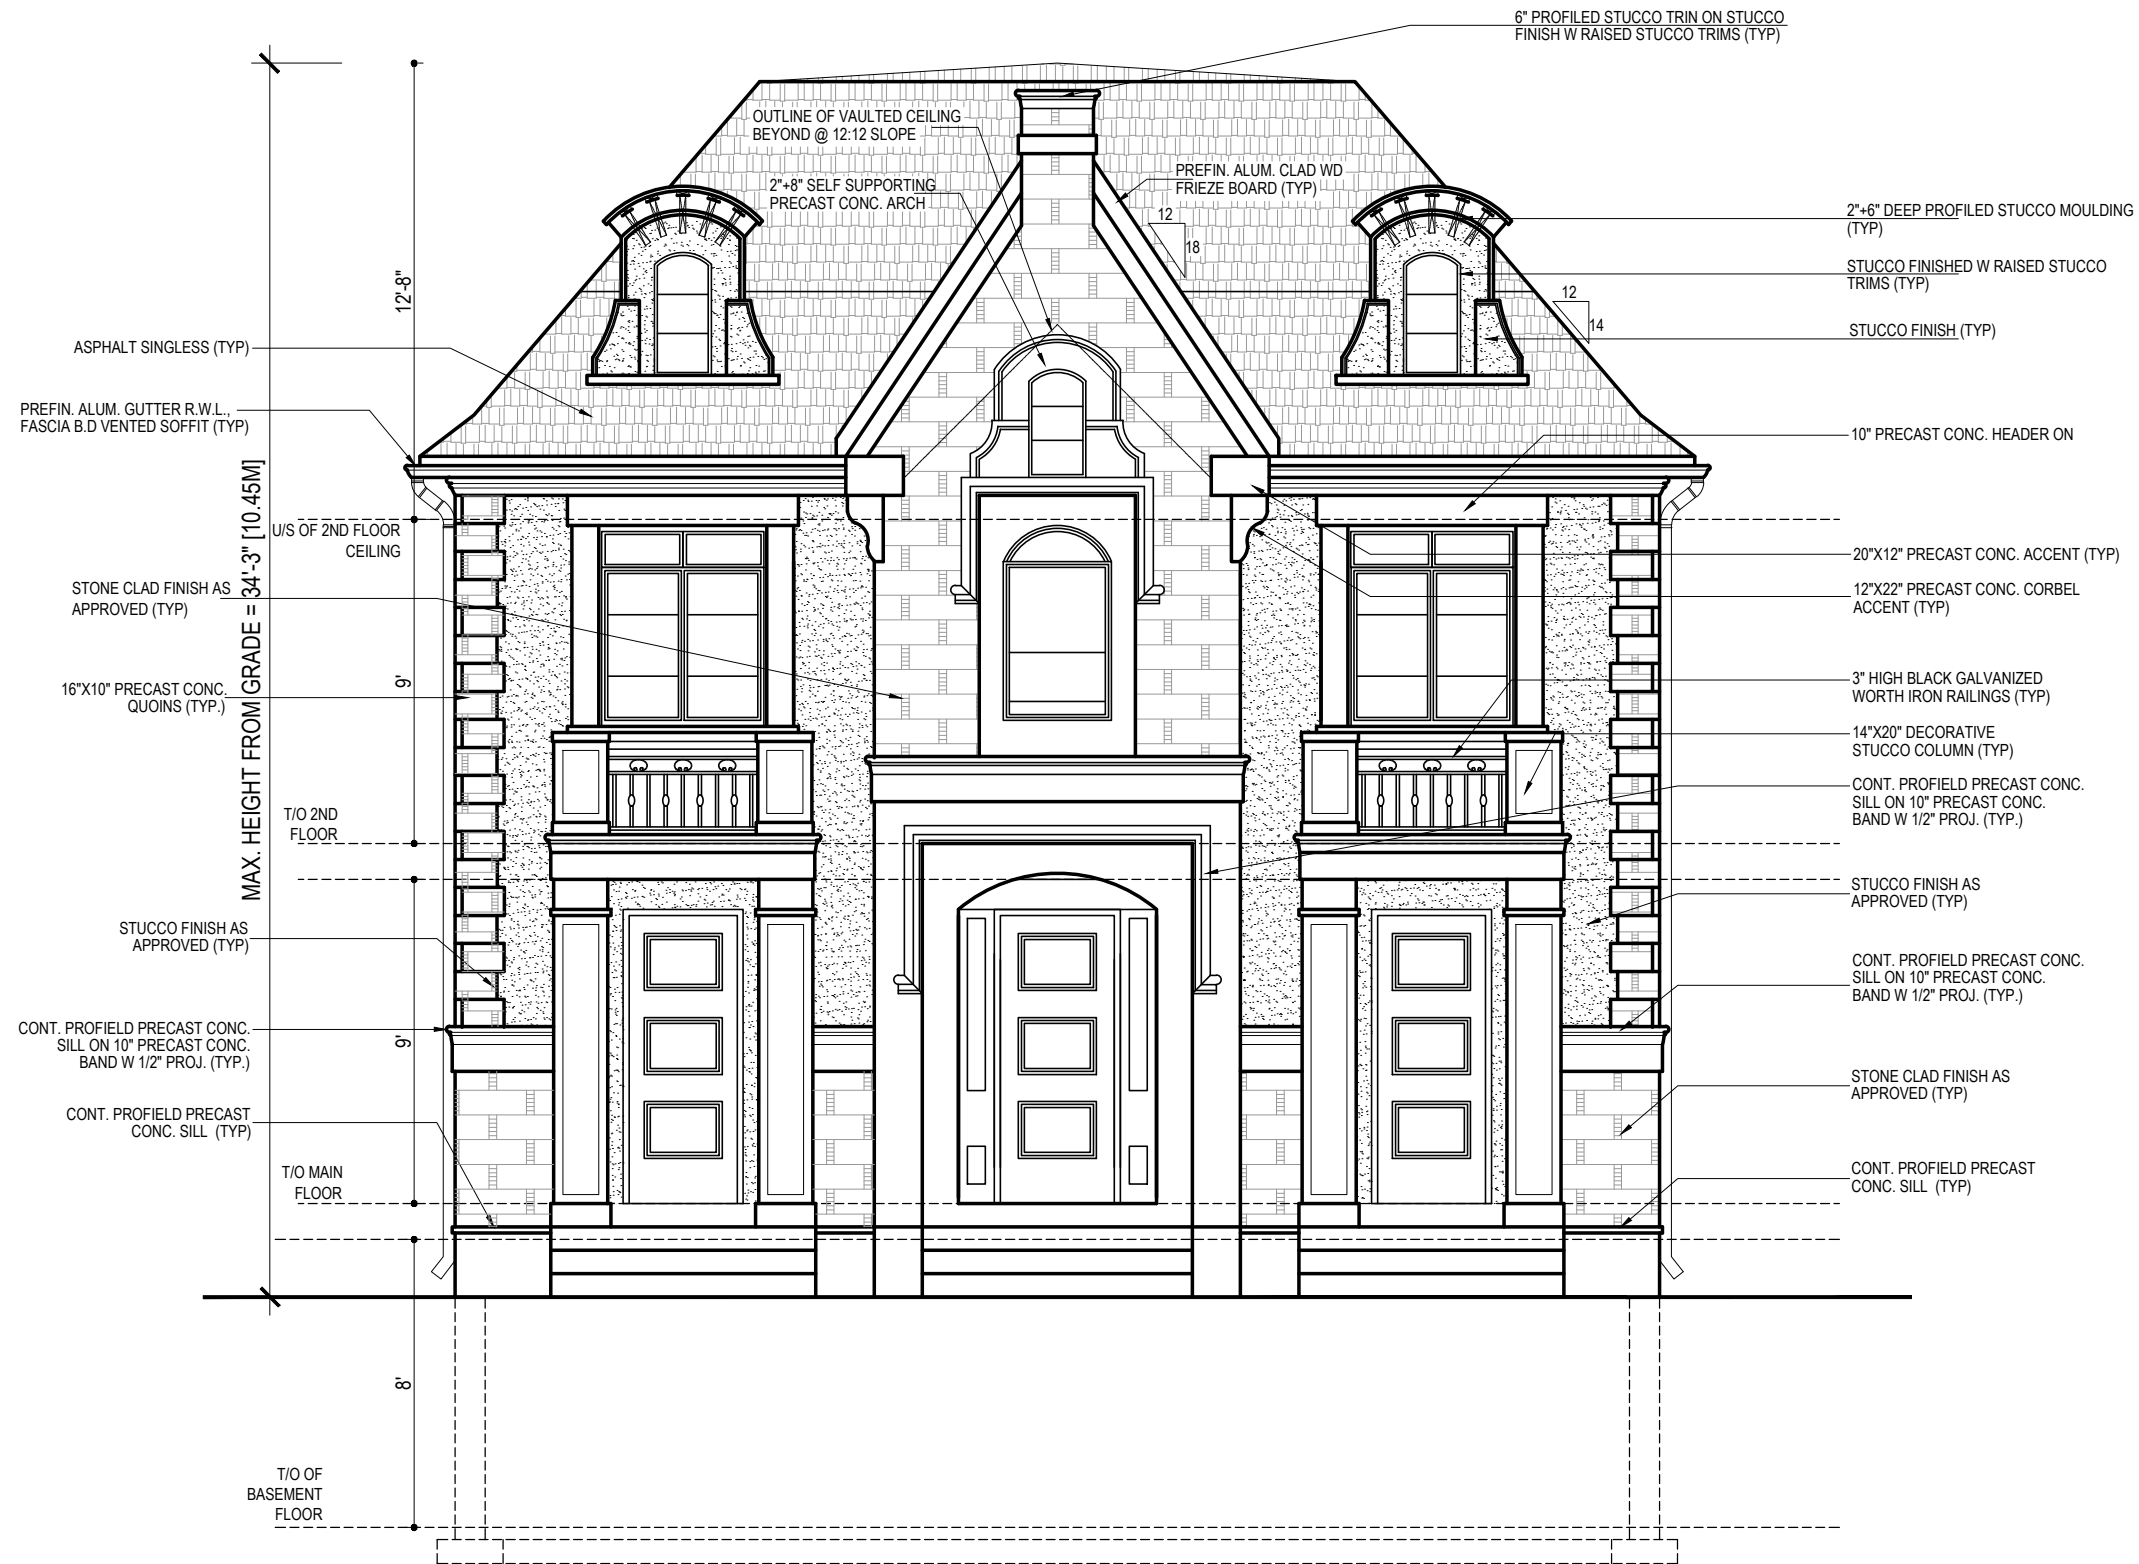 6" PROFILED STUCCO TRIN ON STUCCO
FINISH W RAISED STUCCO TRIMS (TYP)
OUTLINE OF VAULTED CEILING
BEYOND @ 12:12 SLOPE
2"+8" SELF SUPPORTING
PRECAST CONC. ARCH
PREFIN. ALUM. CLAD WD
FRIEZE BOARD (TYP)
12
18
12
14
2"+6" DEEP PROFILED STUCCO MOULDING
(TYP)
STUCCO FINISHED W RAISED STUCCO
TRIMS (TYP)
STUCCO FINISH (TYP)
10" PRECAST CONC. HEADER ON
20"X12" PRECAST CONC. ACCENT (TYP)
12"X22" PRECAST CONC. CORBEL
ACCENT (TYP)
3" HIGH BLACK GALVANIZED
WORTH IRON RAILINGS (TYP)
14"X20" DECORATIVE
STUCCO COLUMN (TYP)
CONT. PROFIELD PRECAST CONC.
SILL ON 10" PRECAST CONC.
BAND W 1/2" PROJ. (TYP.)
STUCCO FINISH AS
APPROVED (TYP)
CONT. PROFIELD PRECAST CONC.
SILL ON 10" PRECAST CONC.
BAND W 1/2" PROJ. (TYP.)
STONE CLAD FINISH AS
APPROVED (TYP)
CONT. PROFIELD PRECAST
CONC. SILL (TYP)
ASPHALT SINGLESS (TYP)
PREFIN. ALUM. GUTTER R.W.L.,
FASCIA B.D VENTED SOFFIT (TYP)
STONE CLAD FINISH AS
APPROVED (TYP)
16"X10" PRECAST CONC.
QUOINS (TYP.)
STUCCO FINISH AS
APPROVED (TYP)
CONT. PROFIELD PRECAST CONC.
SILL ON 10" PRECAST CONC.
BAND W 1/2" PROJ. (TYP.)
CONT. PROFIELD PRECAST
CONC. SILL (TYP)
MAX. HEIGHT FROM GRADE = 34'-3" [10.45M]
12'-8"
9'
9'
8'
U/S OF 2ND FLOOR
CEILING
T/O 2ND
FLOOR
T/O MAIN
FLOOR
T/O OF
BASEMENT
FLOOR